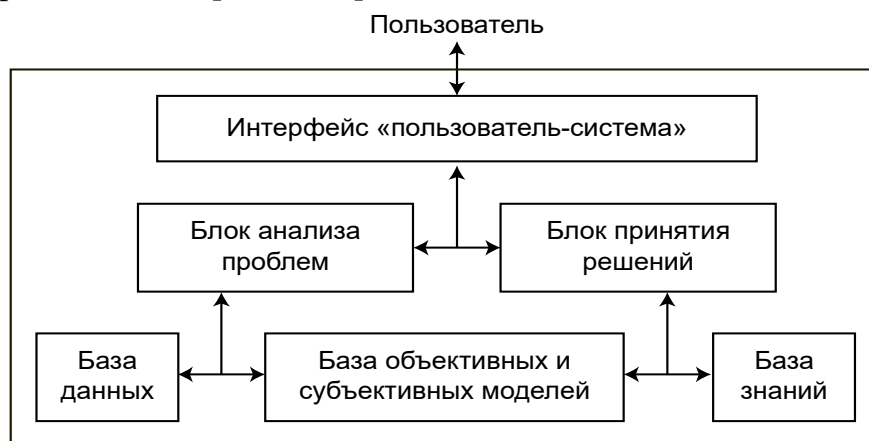 Пользователь
Интерфейс «пользователь-система»
Блок анализа
проблем
Блок принятия
решений
База
данных
База объективных и
субъективных моделей
База
знаний